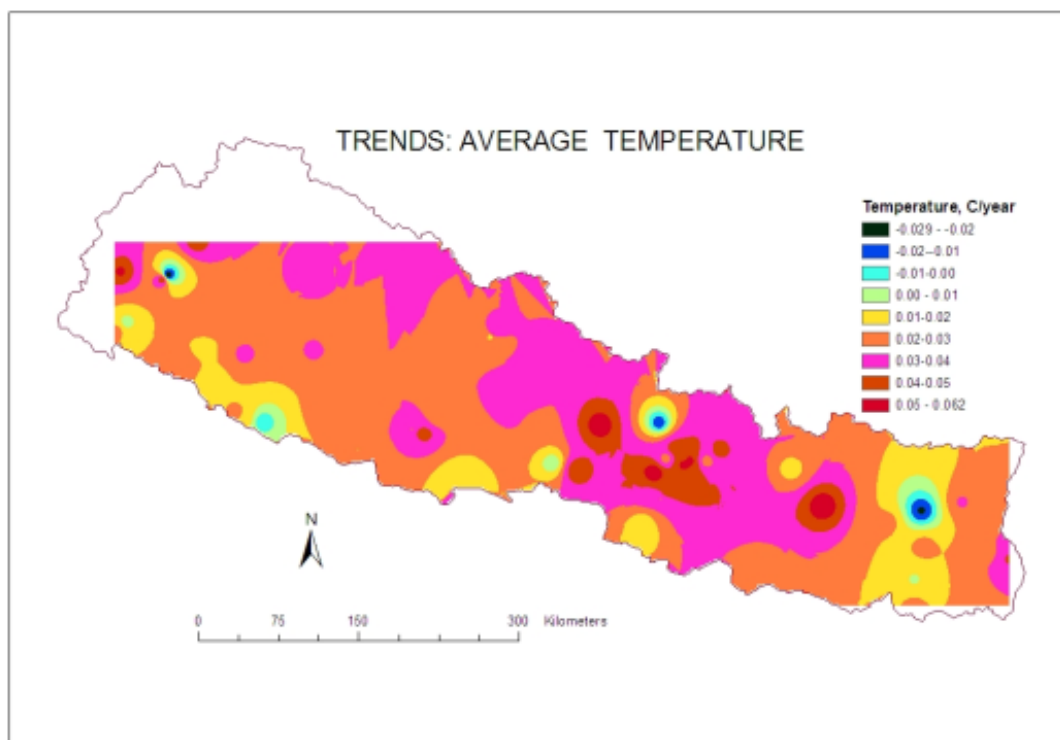 TRENDS: AVERAGE TEMPERATURE
Temperature, C/year
-0.029 - -0.02
-0.02--0.01
-0.01-0.00
0.00 - 0.01
0.01-0.02
0.02-0.03
0.03-0.04
0.04-0.05
0.05 - 0.062
N
0 75 150 300 Kilometers